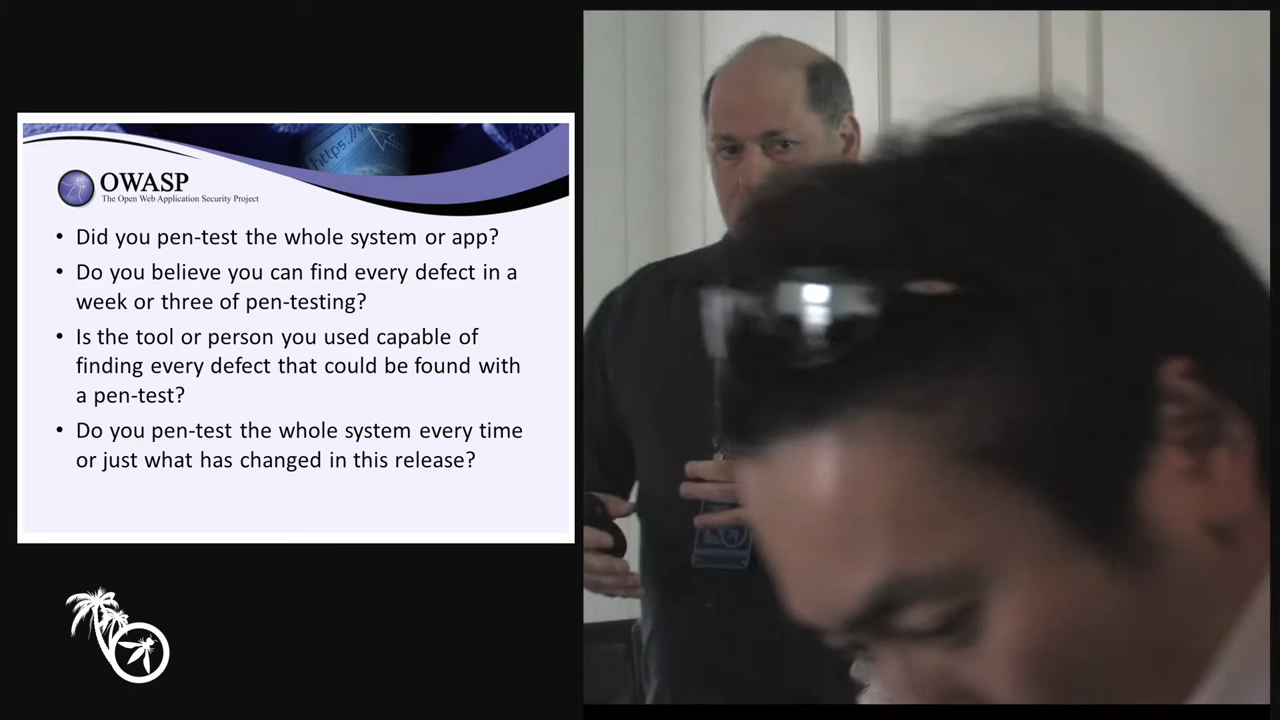 https://
OWASP
The Open Web Application Security Project
• Did you pen-test the whole system or app?
• Do you believe you can find every defect in a
week or three of pen-testing?
• Is the tool or person you used capable of
finding every defect that could be found with
a pen-test?
• Do you pen-test the whole system every time
or just what has changed in this release?